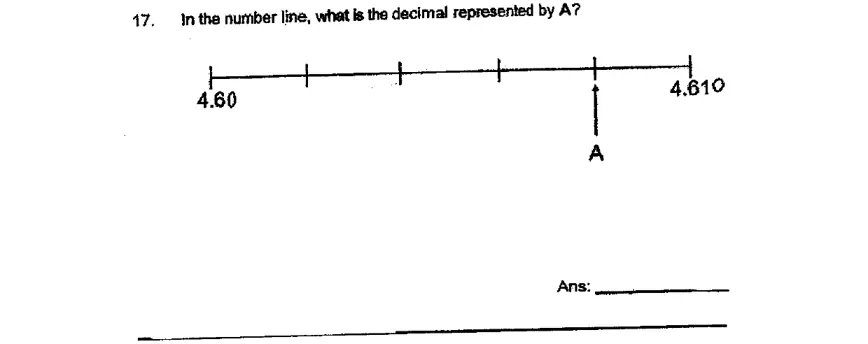 17. In the number line, what is the decimal represented by A?
4.60 4.610
A
Ans: